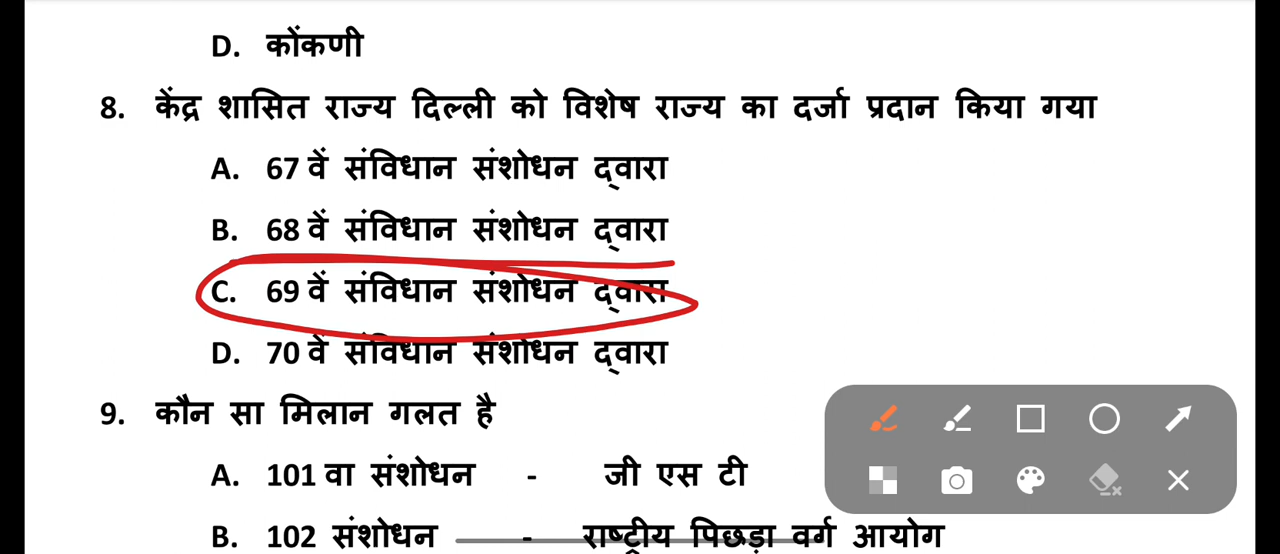 D. कोंकणी
8. केंद्र शासित राज्य दिल्ली को विशेष राज्य का दर्जा प्रदान किया गया
A. 67 वें संविधान संशोधन द्वारा
B. 68 वें संविधान संशोधन द्वारा
C. 69 वें संविधान संशोधन द्वारा
D. 70 वें संविधान संशोधन द्वारा
9. कौन सा मिलान गलत है
A. 101 वा संशोधन - जी एस टी
B. 102 संशोधन - राष्ट्रीय पिछड़ा वर्ग आयोग